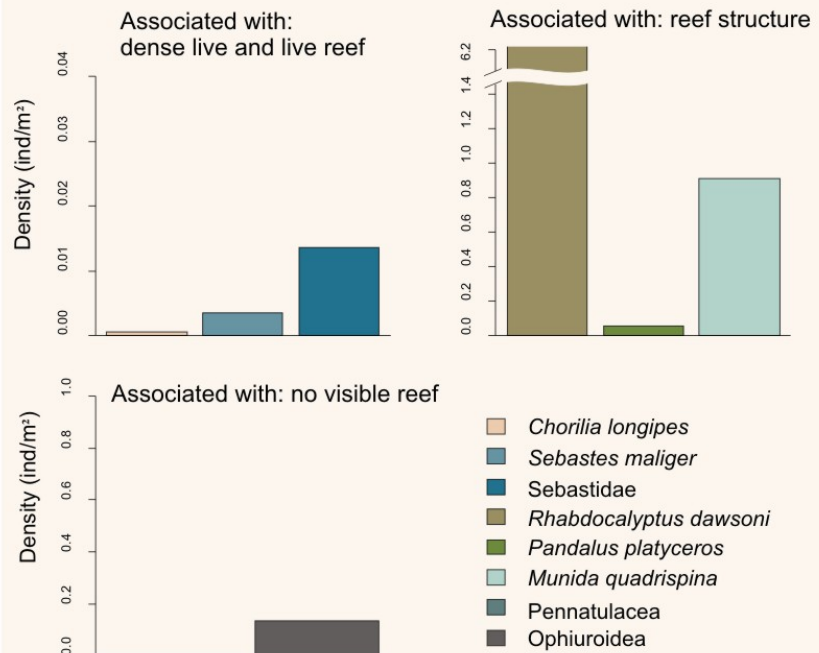 Associated with:
dense live and live reef
Density (ind/m²)
0.04
0.03
0.02
0.01
0.00
Associated with: reef structure
6.2
1.4
1.2
1.0
0.8
0.6
0.4
0.2
0.0
Associated with: no visible reef
Density (ind/m²)
1.0
0.8
0.6
0.4
0.2
0.0
Chorilia longipes
Sebastes maliger
Sebastidae
Rhabdocalyptus dawsoni
Pandalus platyceros
Munida quadrispina
Pennatulacea
Ophiuroidea